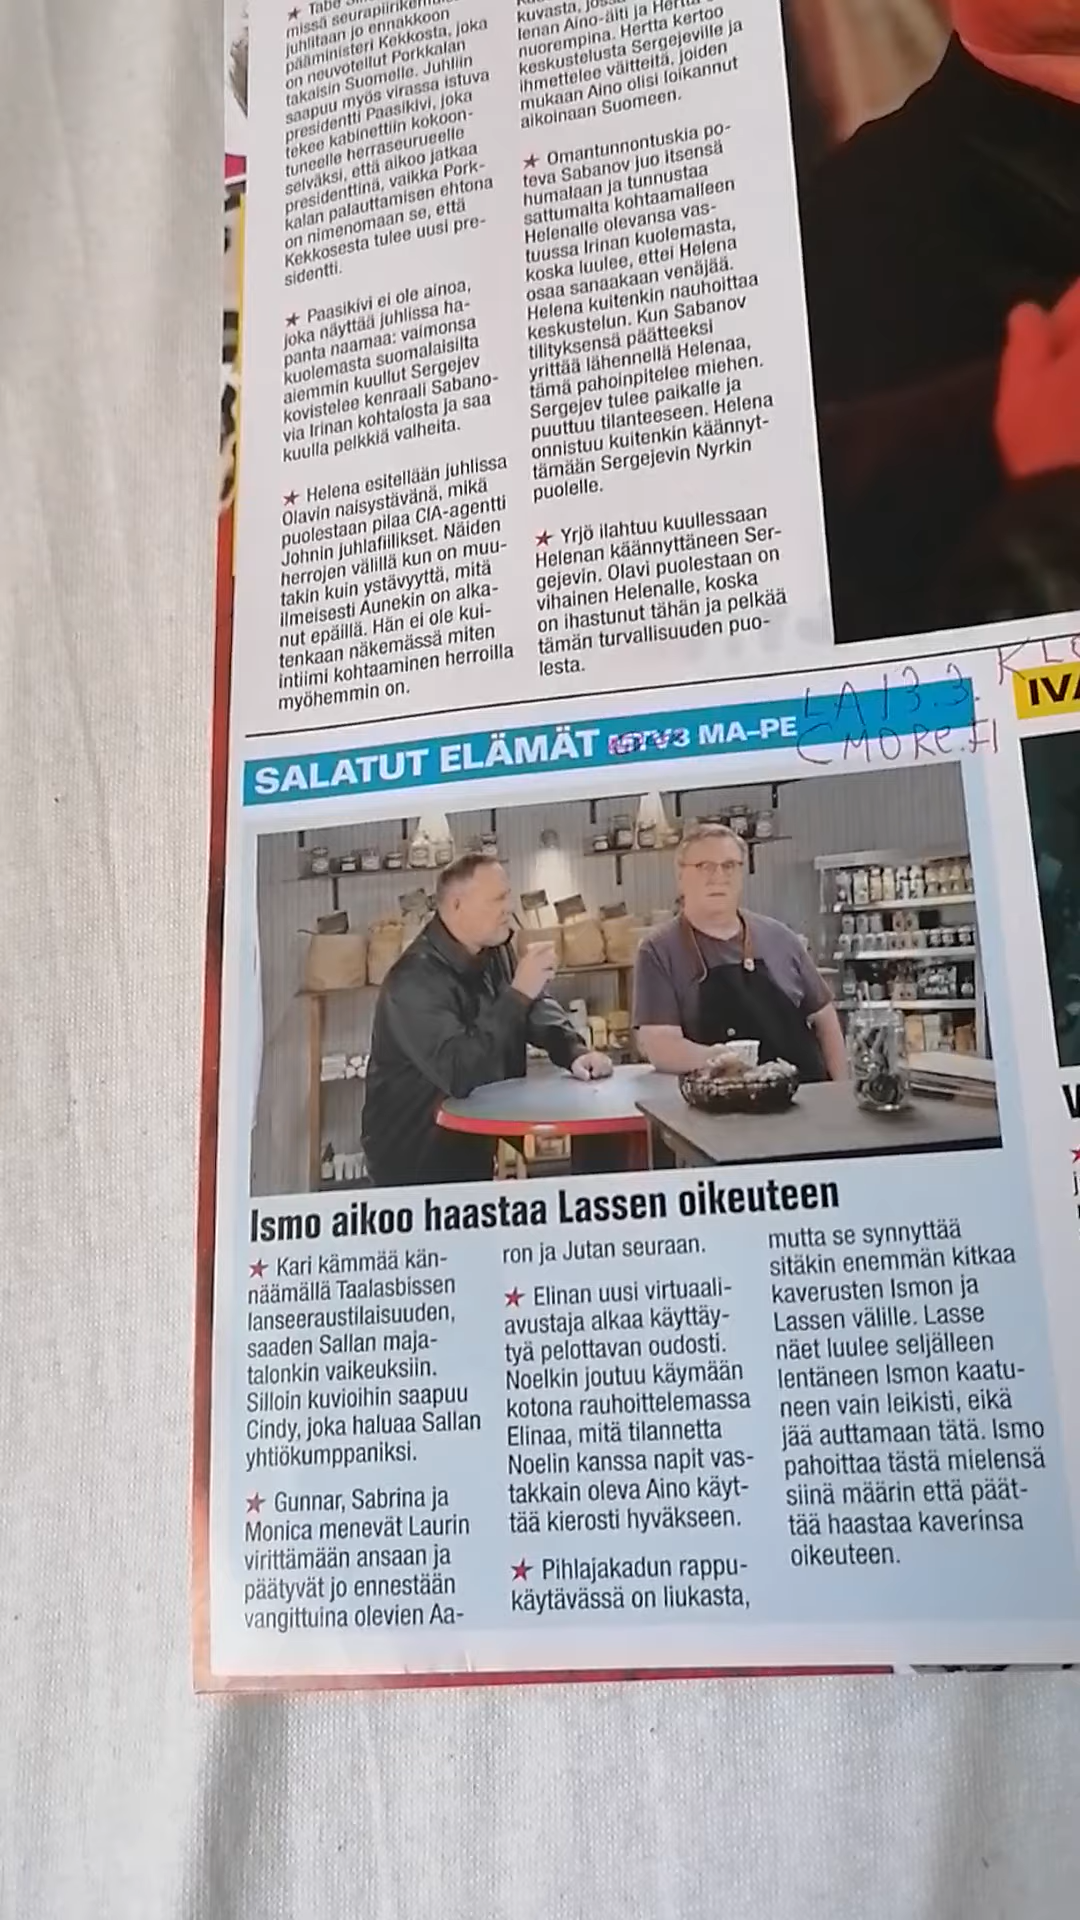 missä
juhlitaan jo ennakkoon
pääministeri Kekkosta, joka
on neuvotellut Porkkalan
takaisin Suomelle. Juhliin
saapuu myös virassa istuva
presidentti Paasikivi, joka
tekee kabinettiin kokoon-
tuneelle herraseurueelle
selväksi, että aikoo jatkaa
presidenttinä, vaikka Pork-
kalan palauttamisen ehtona
on nimenomaan se, että
Kekkosesta tulee uusi pre-
sidentti.
★ Paasikivi ei ole ainoa,
joka näyttää juhlissa ha-
panta naamaa: vaimonsa
kuolemasta suomalaisilta
aiemmin kuullut Sergejev
kovistelee kenraali Sabano-
via Irinan kohtalosta ja saa
kuulla pelkkiä valheita.
★ Helena esitellään juhlissa
Olavin naisystävänä, mikä
puolestaan pilaa CIA-agentti
Johnin juhlafiilikset. Näiden
herrojen välillä kun on muu-
takin kuin ystävyyttä, mitä
ilmeisesti Aunekin on alka-
nut epäillä. Hän ei ole kui-
tenkaan näkemässä miten
intiimi kohtaaminen herroilla
myöhemmin on.
kuvasta,
lenan Aino-äiti ja
nuorempina. Hertta kertoo
keskustelusta Sergejeville ja
ihmettelee väitteitä, joiden
mukaan Aino olisi loikannut
aikoinaan Suomeen.
★ Omantunnontuskia po-
teva Sabanov juo itsensä
humalaan ja tunnustaa
sattumalta kohtaamalleen
Helenalle olevansa vas-
tuussa Irinan kuolemasta,
koska luulee, ettei Helena
osaa sanaakaan venäjää.
Helena kuitenkin nauhoittaa
keskustelun. Kun Sabanov
tilityksensä päätteeksi
yrittää lähennellä Helenaa,
tämä pahoinpitelee miehen.
Sergejev tulee paikalle ja
puuttuu tilanteeseen. Helena
onnistuu kuitenkin käännyt-
tämään Sergejevin Nyrkin
puolelle.
★ Yrjö ilahtuu kuullessaan
Helenan käännyttäneen Ser-
gejevin. Olavi puolestaan on
vihainen Helenalle, koska
on ihastunut tähän ja pelkää
tämän turvallisuuden puo-
lesta.
LA 13.3. KLO
CMORE.FI
SALATUT ELÄMÄT MTV3 MA–PE
Ismo aikoo haastaa Lassen oikeuteen
★ Kari kämmää kän-
näämällä Taalasbissen
lanseeraustilaisuuden,
saaden Sallan maja-
talonkin vaikeuksiin.
Silloin kuvioihin saapuu
Cindy, joka haluaa Sallan
yhtiökumppaniksi.
★ Gunnar, Sabrina ja
Monica menevät Laurin
virittämään ansaan ja
päätyvät jo ennestään
vangittuina olevien Aa-
ron ja Jutan seuraan.
★ Elinan uusi virtuaali-
avustaja alkaa käyttäy-
tyä pelottavan oudosti.
Noelkin joutuu käymään
kotona rauhoittelemassa
Elinaa, mitä tilannetta
Noelin kanssa napit vas-
takkain oleva Aino käyt-
tää kierosti hyväkseen.
★ Pihlajakadun rappu-
käytävässä on liukasta,
mutta se synnyttää
sitäkin enemmän kitkaa
kaverusten Ismon ja
Lassen välille. Lasse
näet luulee seljälleen
lentäneen Ismon kaatu-
neen vain leikisti, eikä
jää auttamaan tätä. Ismo
pahoittaa tästä mielensä
siinä määrin että päät-
tää haastaa kaverinsa
oikeuteen.